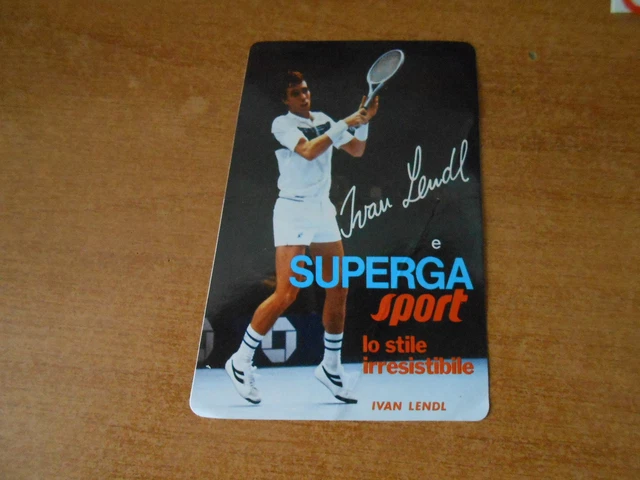 Ivan Lendl
e
SUPERGA
sport
lo stile
irresistibile
IVAN LENDL